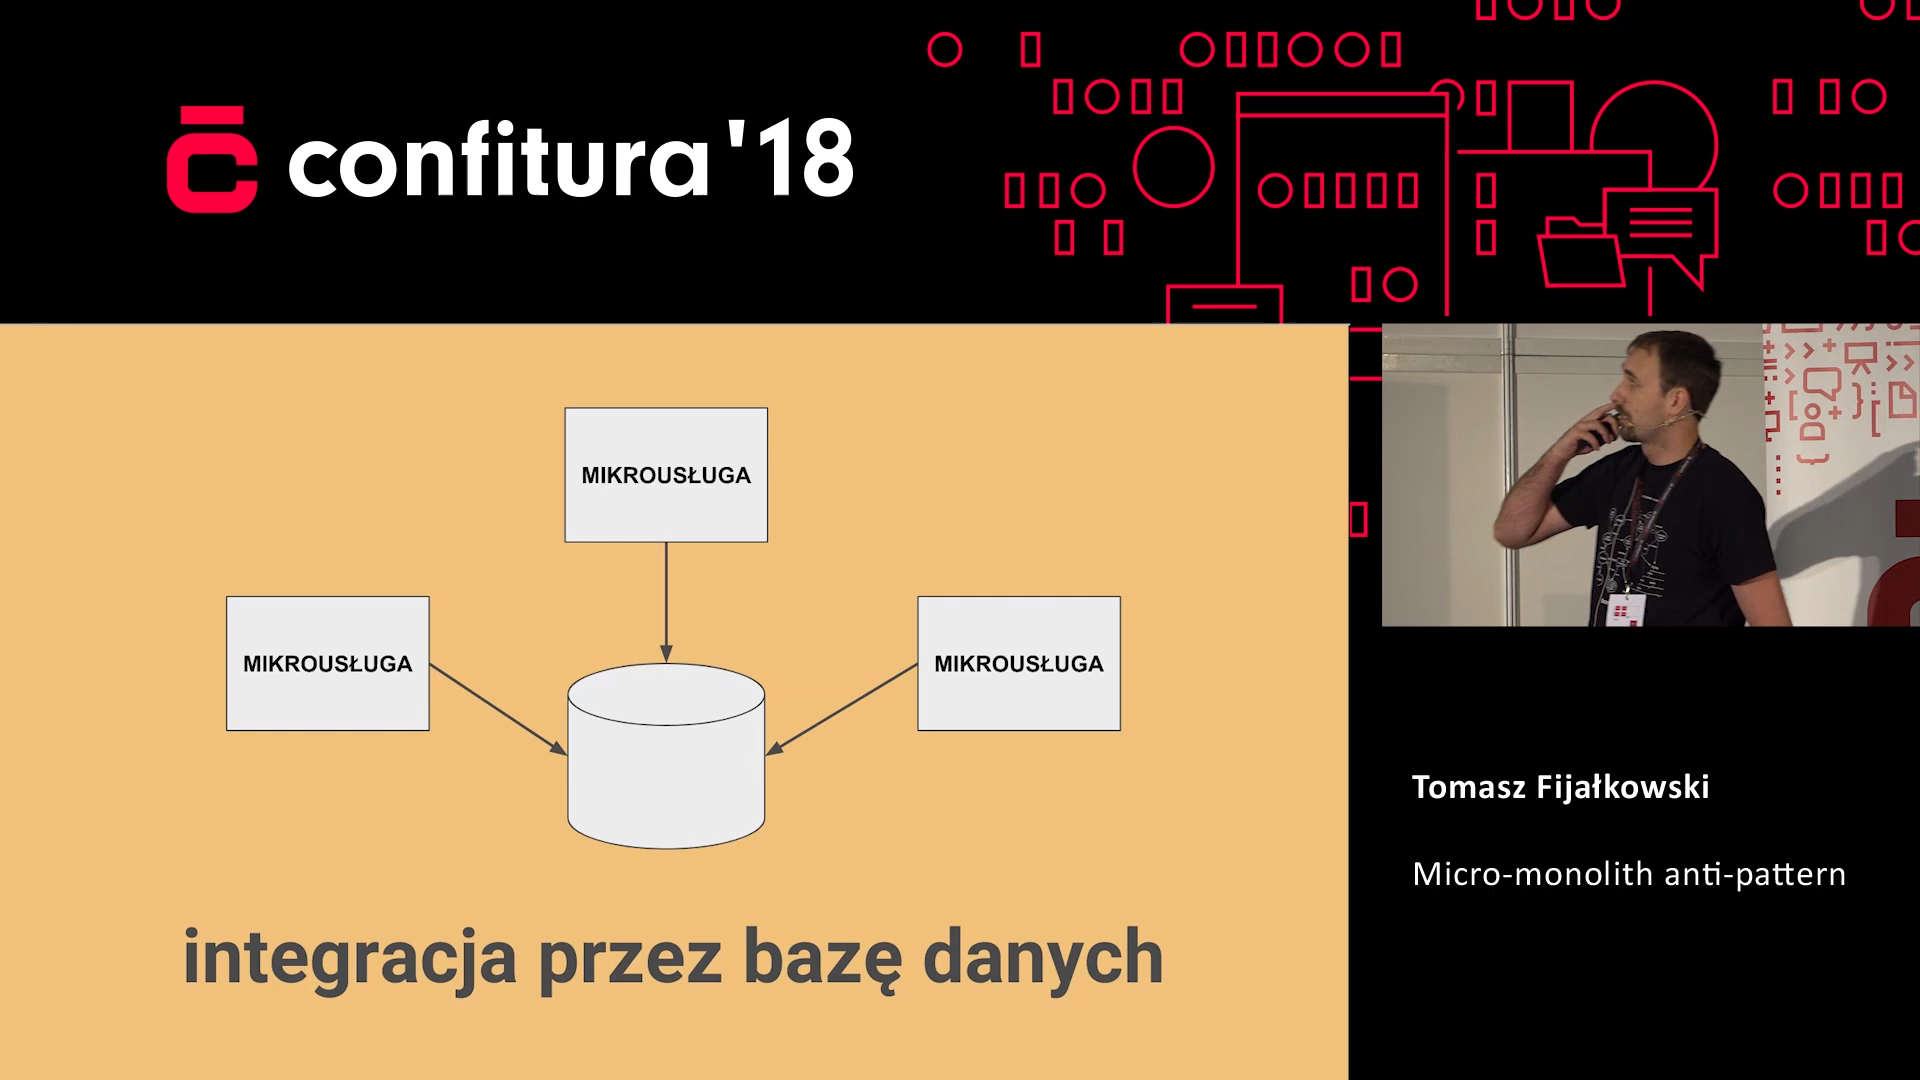 confitura '18
MIKROUSŁUGA
MIKROUSŁUGA
MIKROUSŁUGA
integracja przez bazę danych
Tomasz Fijałkowski
Micro-monolith anti-pattern